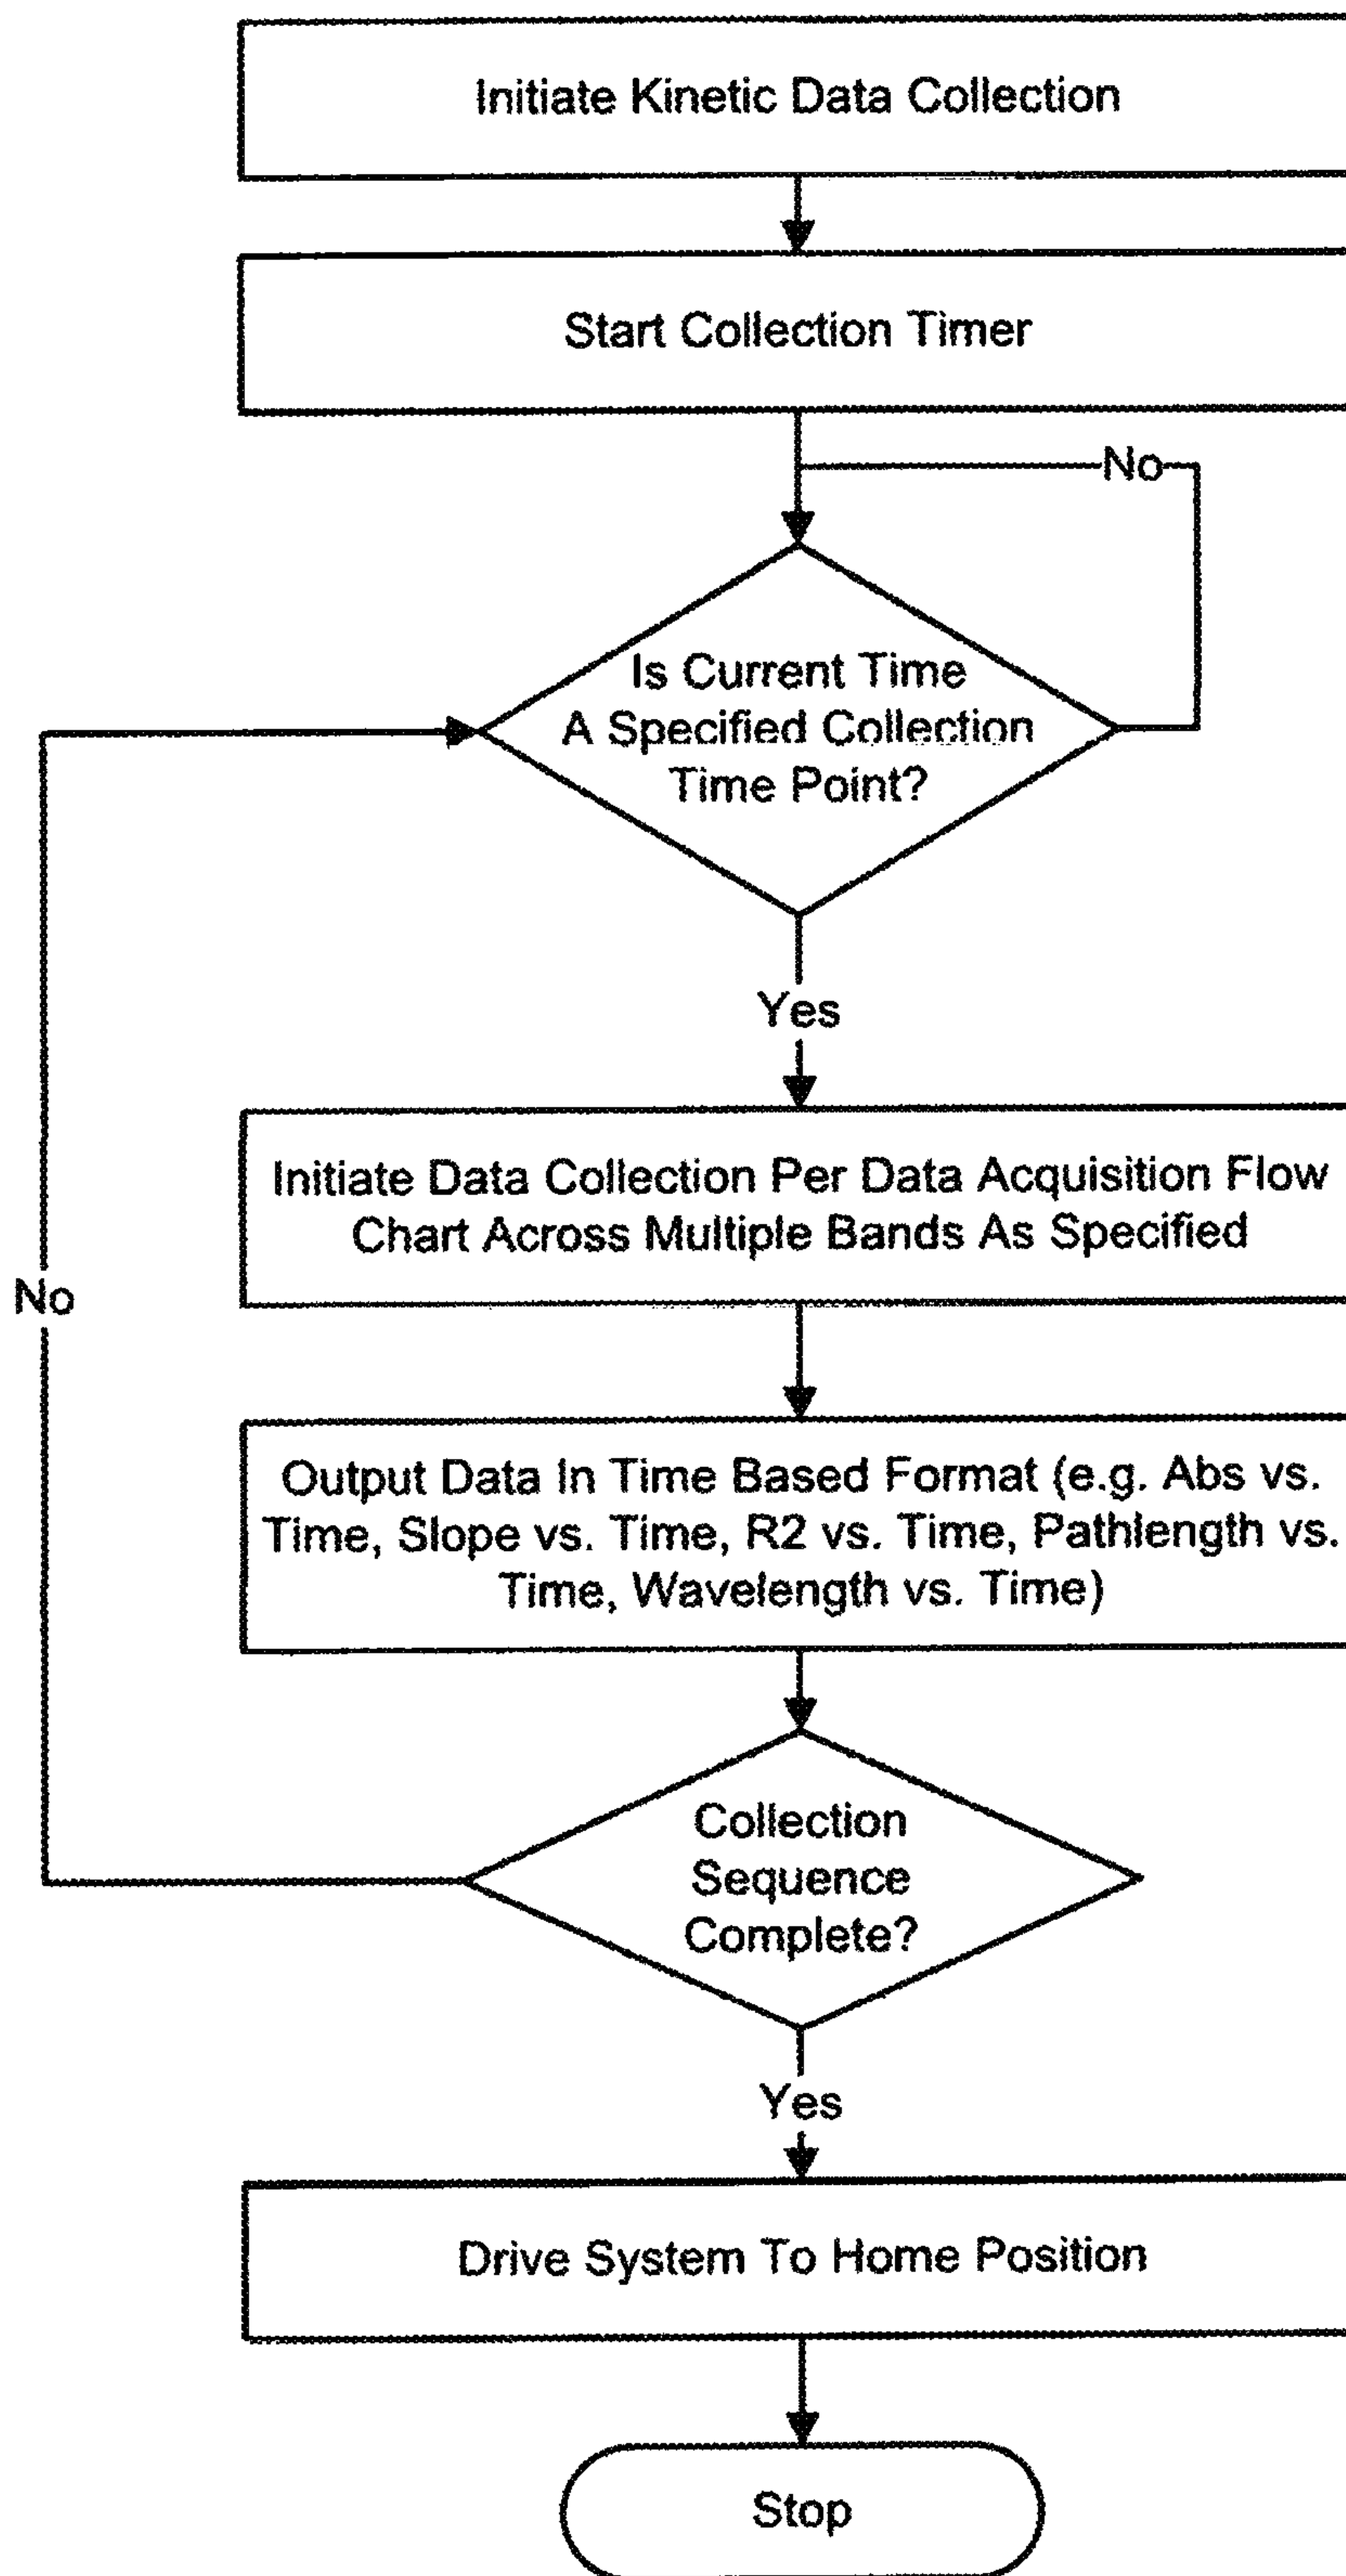 Initiate Kinetic Data Collection
Start Collection Timer
No
Is Current Time
A Specified Collection
Time Point?
Yes
Initiate Data Collection Per Data Acquisition Flow
Chart Across Multiple Bands As Specified
No
Output Data In Time Based Format (e.g. Abs vs.
Time, Slope vs. Time, R2 vs. Time, Pathlength vs.
Time, Wavelength vs. Time)
Collection
Sequence
Complete?
Yes
Drive System To Home Position
Stop